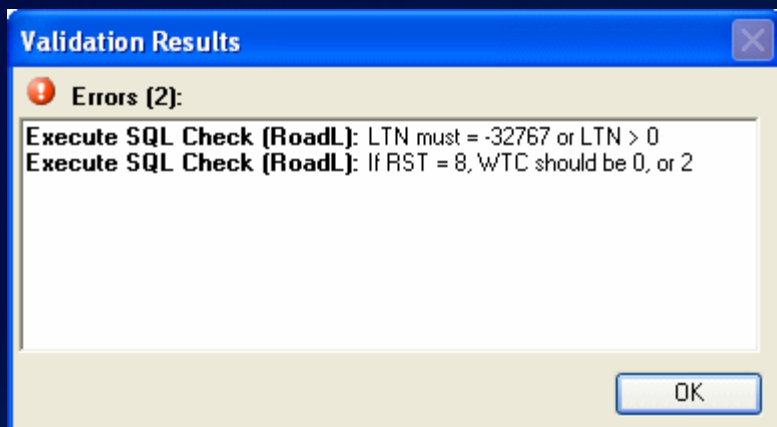 Validation Results
Errors (2):
Execute SQL Check (RoadL): LTN must = -32767 or LTN > 0
Execute SQL Check (RoadL): If RST = 8, WTC should be 0, or 2
OK